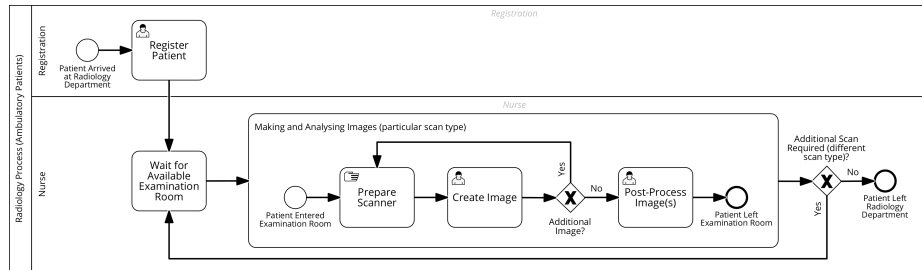 Radiology Process (Ambulatory Patients)
Registration
Registration
Patient Arrived
at Radiology
Department
Register
Patient
Nurse
Nurse
Wait for
Available
Examination
Room
Making and Analysing Images (particular scan type)
Patient Entered
Examination Room
Prepare
Scanner
Create Image
Yes
No
Additional
Image?
Post-Process
Image(s)
Patient Left
Examination Room
Additional Scan
Required (different
scan type)?
No
Yes
Patient Left
Radiology
Department